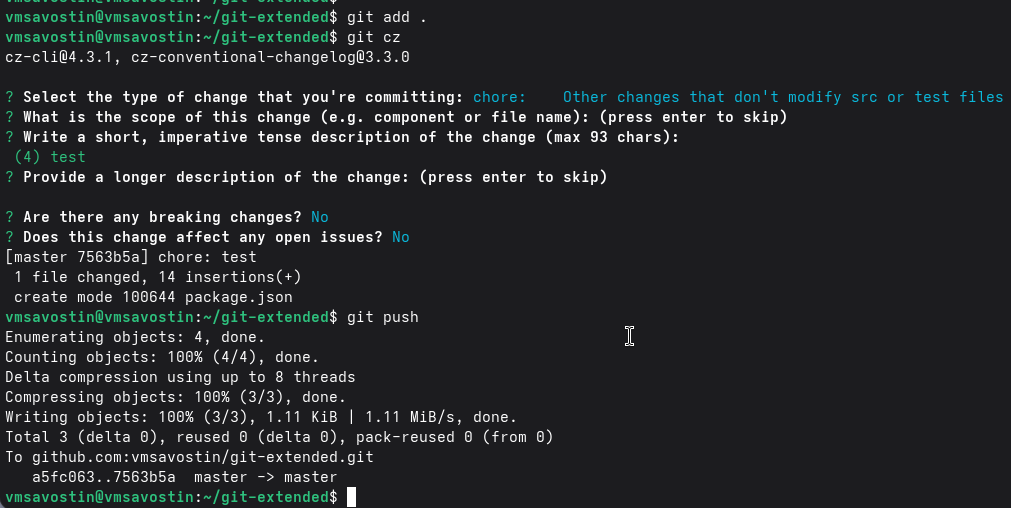 vmsavostin@vmsavostin:~/git-extended$ git add .
vmsavostin@vmsavostin:~/git-extended$ git cz
cz-cli@4.3.1, cz-conventional-changelog@3.3.0
? Select the type of change that you're committing: chore:    Other changes that don't modify src or test files
? What is the scope of this change (e.g. component or file name): (press enter to skip)
? Write a short, imperative tense description of the change (max 93 chars):
 (4) test
? Provide a longer description of the change: (press enter to skip)
? Are there any breaking changes? No
? Does this change affect any open issues? No
[master 7563b5a] chore: test
 1 file changed, 14 insertions(+)
 create mode 100644 package.json
vmsavostin@vmsavostin:~/git-extended$ git push
Enumerating objects: 4, done.
Counting objects: 100% (4/4), done.
Delta compression using up to 8 threads
Compressing objects: 100% (3/3), done.
Writing objects: 100% (3/3), 1.11 KiB | 1.11 MiB/s, done.
Total 3 (delta 0), reused 0 (delta 0), pack-reused 0 (from 0)
To github.com:vmsavostin/git-extended.git
   a5fc063..7563b5a  master -> master
vmsavostin@vmsavostin:~/git-extended$